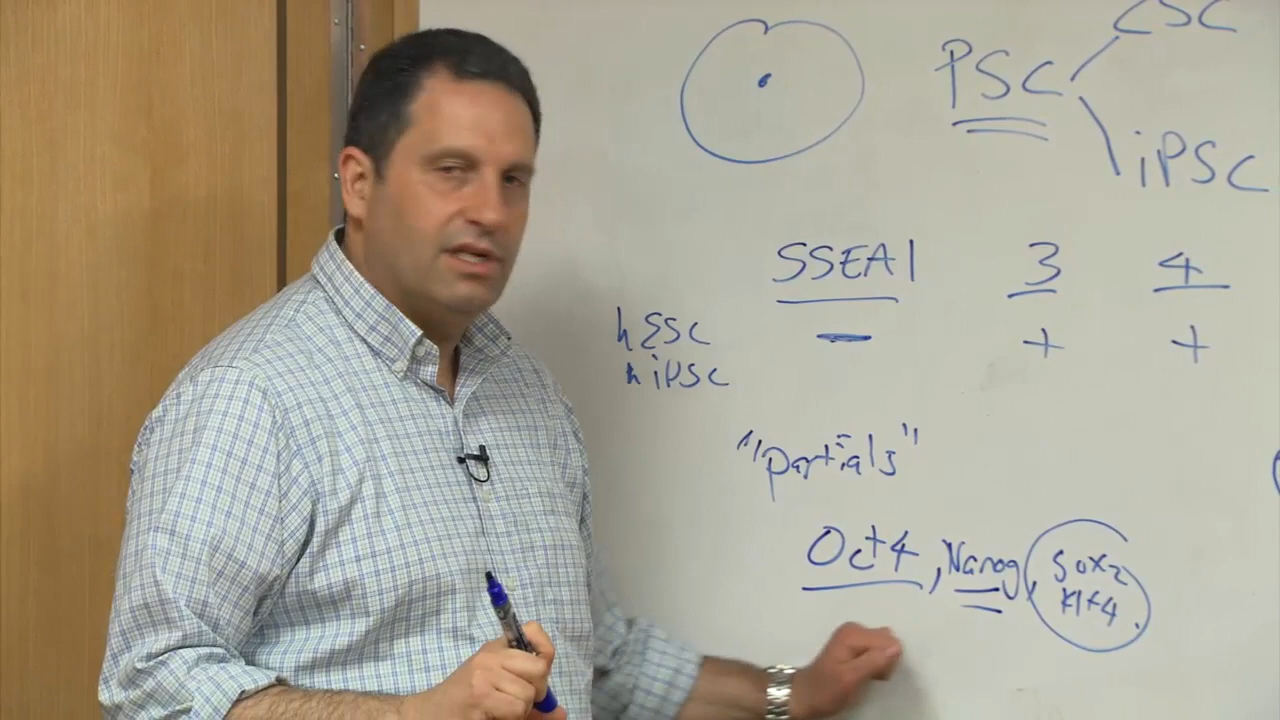 ESC
PSC
iPSC
SSEA1 3 4
hESC - + +
hiPSC
"partials"
Oct4, Nanog, Sox2
Klf4.